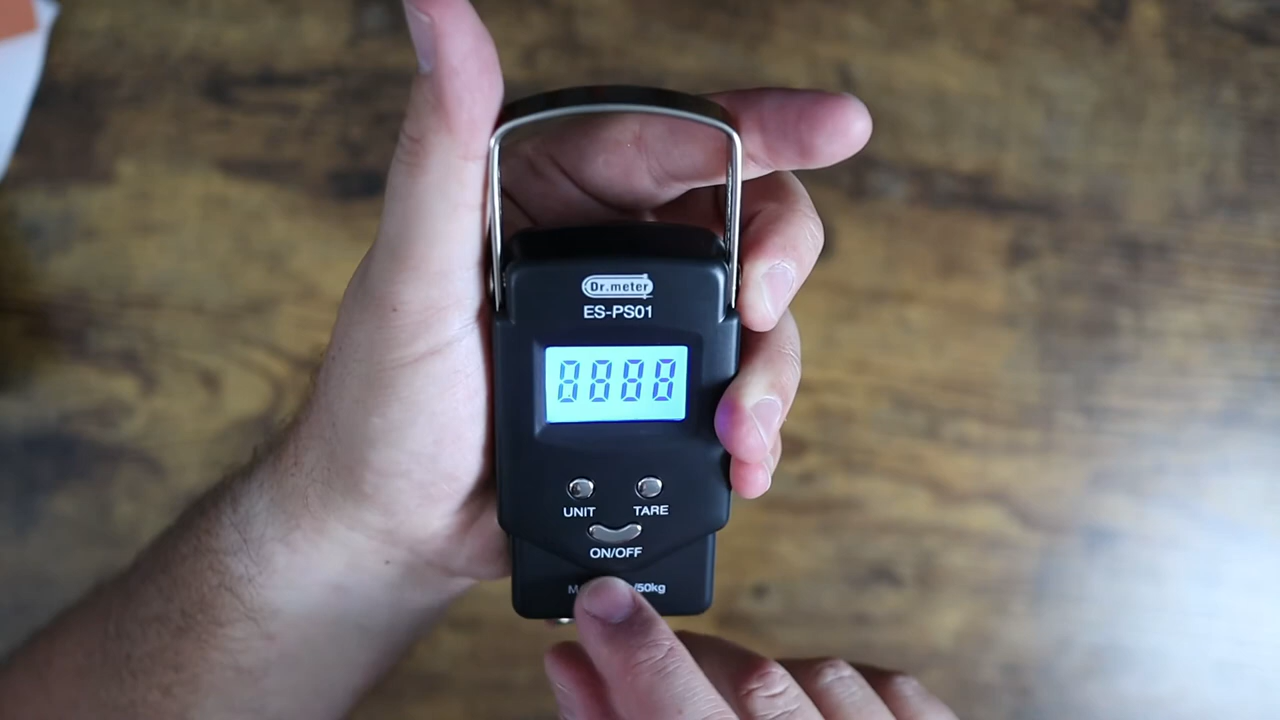 Dr.meter
ES-PS01
8888
UNIT TARE
ON/OFF
/50kg